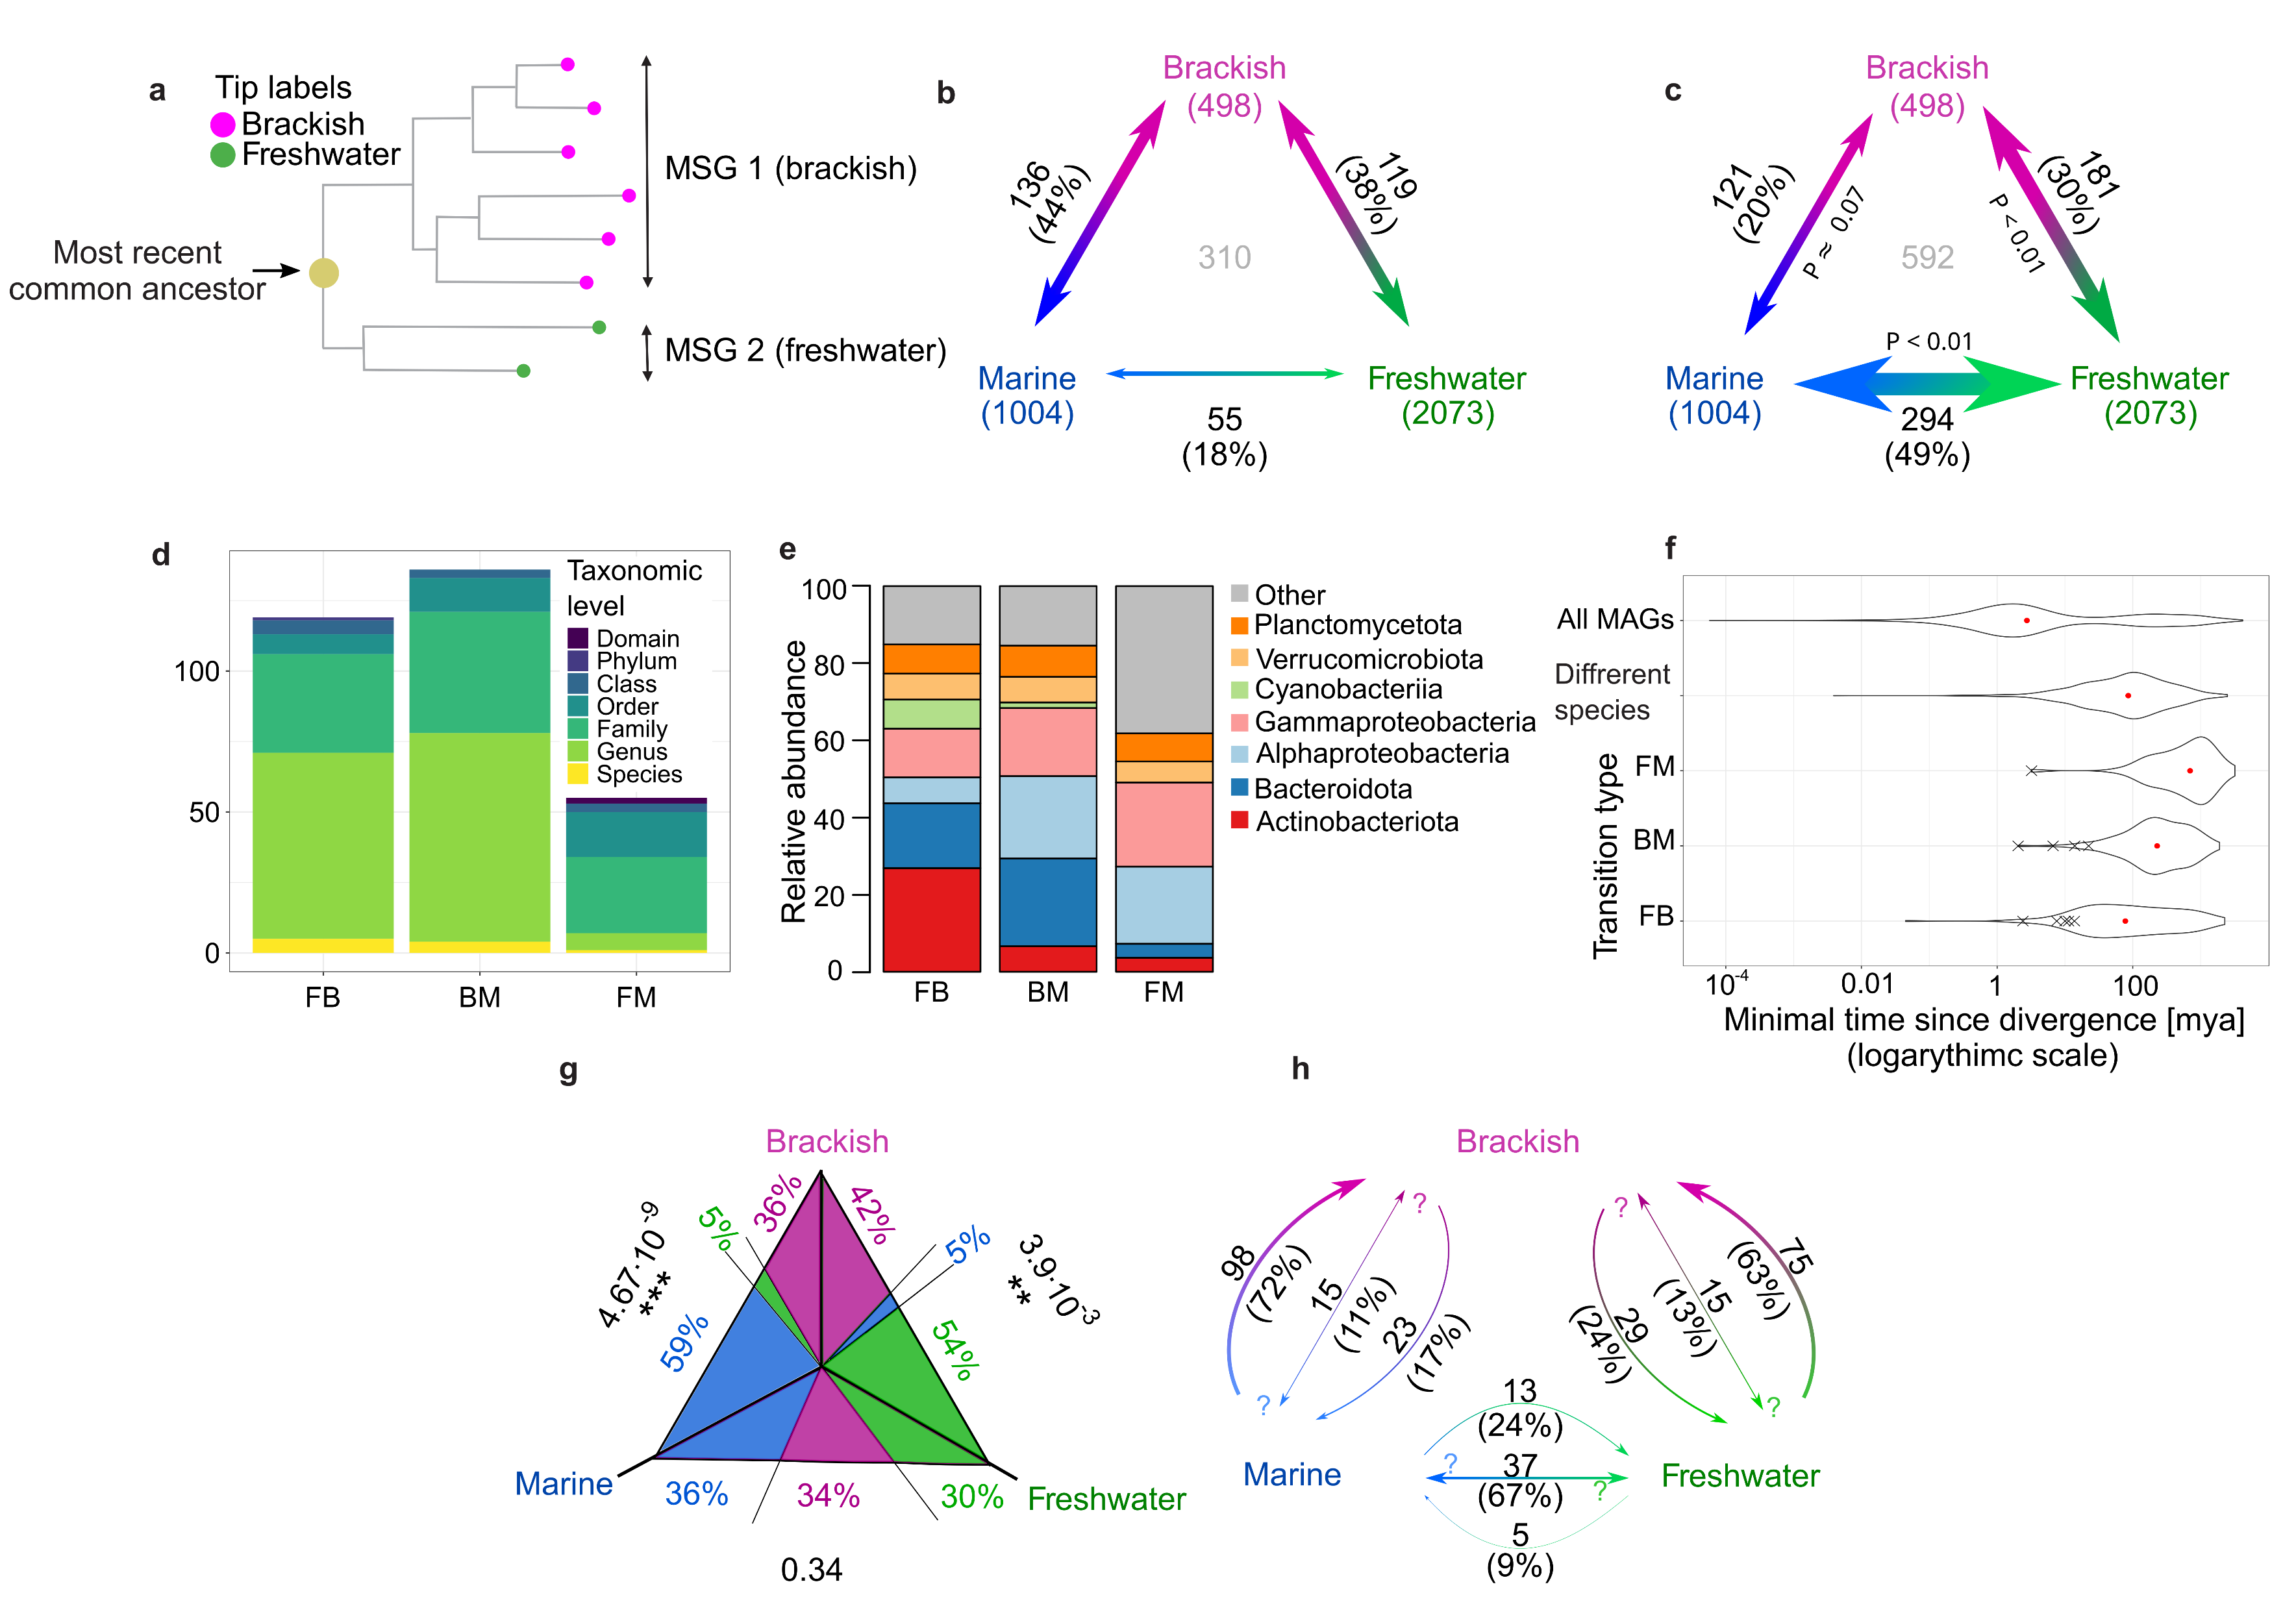 a
Tip labels
Brackish
Freshwater
MSG 1 (brackish)
Most recent
common ancestor
MSG 2 (freshwater)
b
Brackish
(498)
136
(44%)
119
(38%)
310
Marine
(1004)
Freshwater
(2073)
55
(18%)
c
Brackish
(498)
121
(20%)
P ≈ 0.07
181
(30%)
P < 0.01
592
P < 0.01
Marine
(1004)
Freshwater
(2073)
294
(49%)
d
Taxonomic
level
Domain
Phylum
Class
Order
Family
Genus
Species
100
50
0
FB
BM
FM
e
Relative abundance
100
80
60
40
20
0
FB
BM
FM
Other
Planctomycetota
Verrucomicrobiota
Cyanobacteriia
Gammaproteobacteria
Alphaproteobacteria
Bacteroidota
Actinobacteriota
f
Transition type
All MAGs
Diffrerent
species
FM
BM
FB
10-4
0.01
1
100
Minimal time since divergence [mya]
(logarythimc scale)
g
Brackish
4.67·10-9
***
5%
36%
42%
5%
3.9·10-3
**
59%
54%
Marine
36%
34%
30%
Freshwater
0.34
h
Brackish
?
?
98
(72%)
15
(11%)
23
(17%)
29
(24%)
15
(13%)
75
(63%)
?
?
13
(24%)
Marine
?
37
?
(67%)
Freshwater
5
(9%)